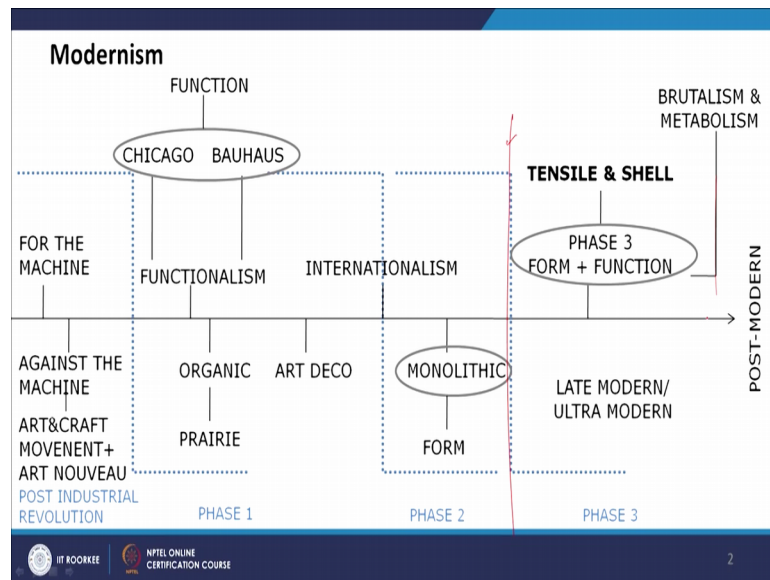 Modernism
FUNCTION
CHICAGO BAUHAUS
BRUTALISM &
METABOLISM
TENSILE & SHELL
FOR THE
MACHINE
FUNCTIONALISM
INTERNATIONALISM
PHASE 3
FORM + FUNCTION
POST-MODERN
AGAINST THE
MACHINE
ART&CRAFT
MOVENENT+
ART NOUVEAU
ORGANIC
PRAIRIE
ART DECO
MONOLITHIC
FORM
LATE MODERN/
ULTRA MODERN
POST INDUSTRIAL
REVOLUTION
PHASE 1
PHASE 2
PHASE 3
IIT ROORKEE
NPTEL ONLINE
CERTIFICATION COURSE
2